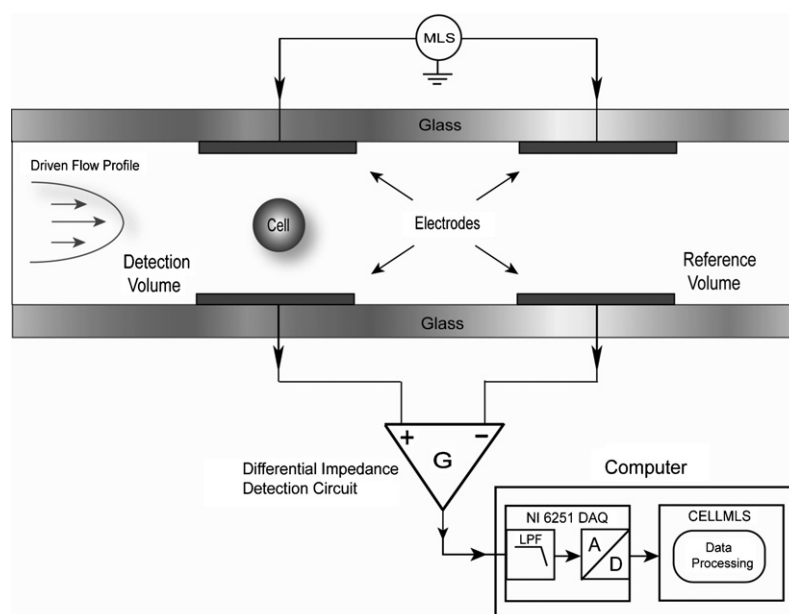 MLS
Glass
Driven Flow Profile
Cell
Electrodes
Detection
Volume
Reference
Volume
Glass
+
−
G
Differential Impedance
Detection Circuit
Computer
NI 6251 DAQ
CELLMLS
LPF
A
D
Data
Processing